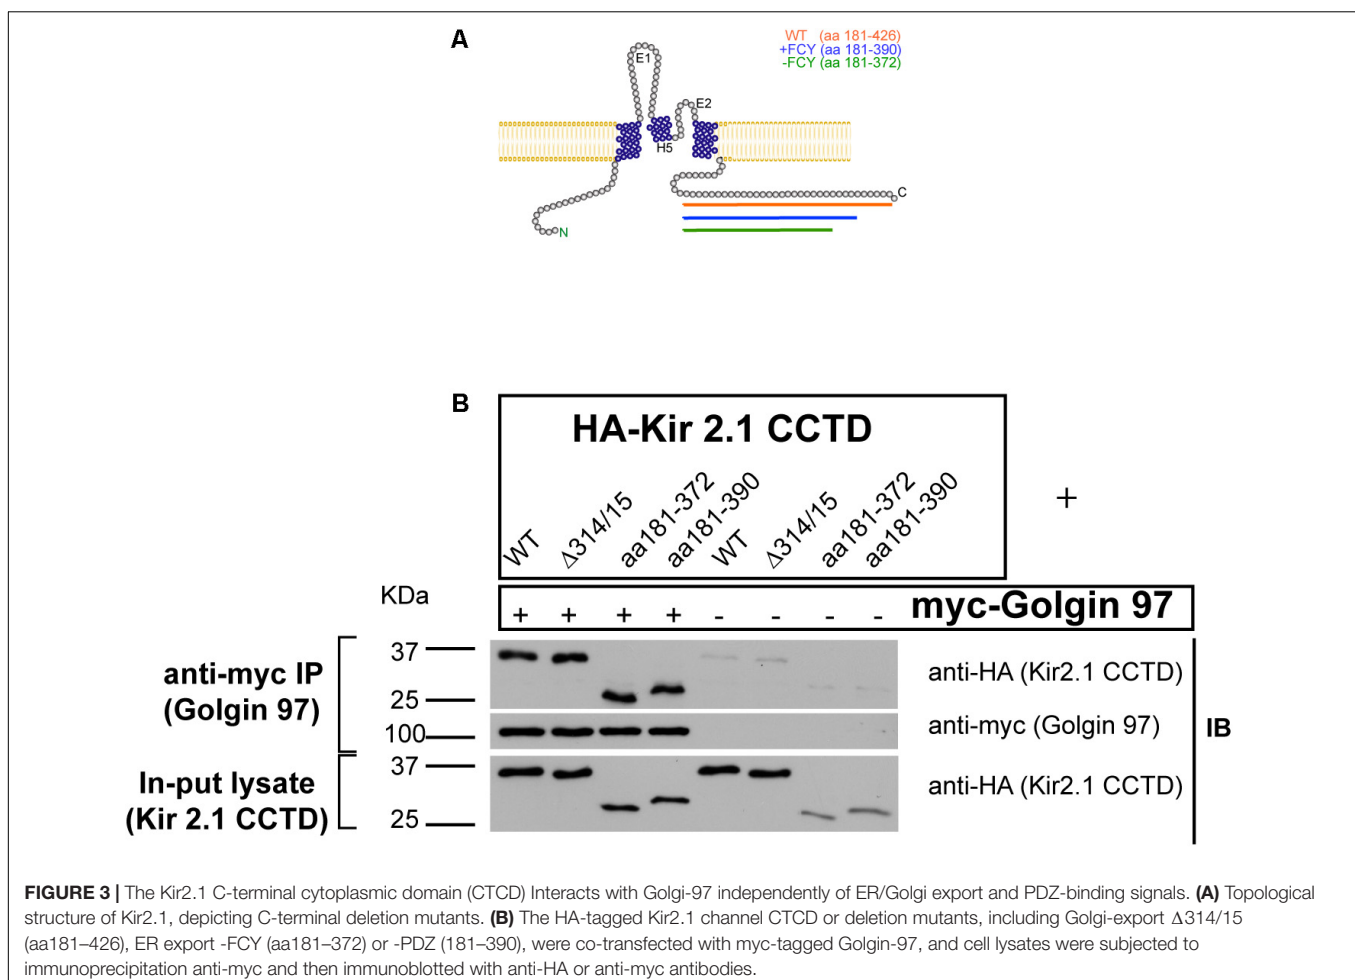 A
WT (aa 181-426)
+FCY (aa 181-390)
-FCY (aa 181-372)
E1
E2
H5
C
N
B
HA-Kir 2.1 CCTD
WT Δ314/15 aa181-372 aa181-390 WT Δ314/15 aa181-372 aa181-390
+
KDa
+ + + + - - - - myc-Golgin 97
anti-myc IP
(Golgin 97)
37
25
100
anti-HA (Kir2.1 CCTD)
anti-myc (Golgin 97)
IB
In-put lysate
(Kir 2.1 CCTD)
37
25
anti-HA (Kir2.1 CCTD)
FIGURE 3 | The Kir2.1 C-terminal cytoplasmic domain (CTCD) Interacts with Golgi-97 independently of ER/Golgi export and PDZ-binding signals. (A) Topological
structure of Kir2.1, depicting C-terminal deletion mutants. (B) The HA-tagged Kir2.1 channel CTCD or deletion mutants, including Golgi-export Δ314/15
(aa181–426), ER export -FCY (aa181–372) or -PDZ (181–390), were co-transfected with myc-tagged Golgin-97, and cell lysates were subjected to
immunoprecipitation anti-myc and then immunoblotted with anti-HA or anti-myc antibodies.